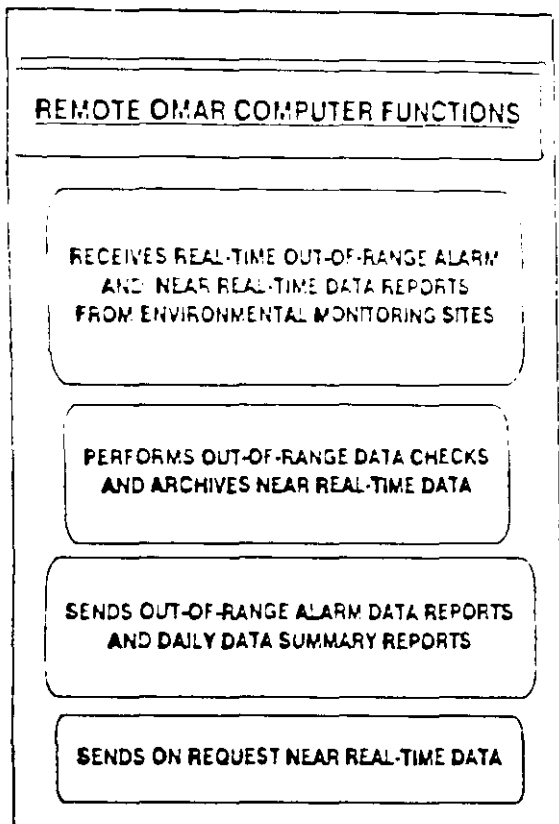 REMOTE OMAR COMPUTER FUNCTIONS
RECEIVES REAL-TIME OUT-OF-RANGE ALARM
AND NEAR REAL-TIME DATA REPORTS
FROM ENVIRONMENTAL MONITORING SITES
PERFORMS OUT-OF-RANGE DATA CHECKS
AND ARCHIVES NEAR REAL-TIME DATA
SENDS OUT-OF-RANGE ALARM DATA REPORTS
AND DAILY DATA SUMMARY REPORTS
SENDS ON REQUEST NEAR REAL-TIME DATA